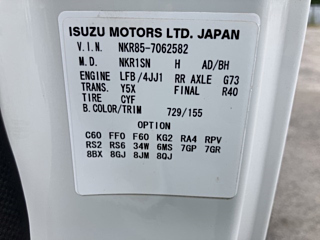 ISUZU MOTORS LTD. JAPAN
V.I.N. NKR85-7062582
M.D. NKR1SN H AD/BH
ENGINE LFB/4JJ1 RR AXLE G73
TRANS. Y5X FINAL R40
TIRE CYF
B.COLOR/TRIM 729/155
OPTION
C60 FF0 F60 KG2 RA4 RPV
RS2 RS6 34W 6MS 7GP 7GR
8BX 8GJ 8JM 8QJ